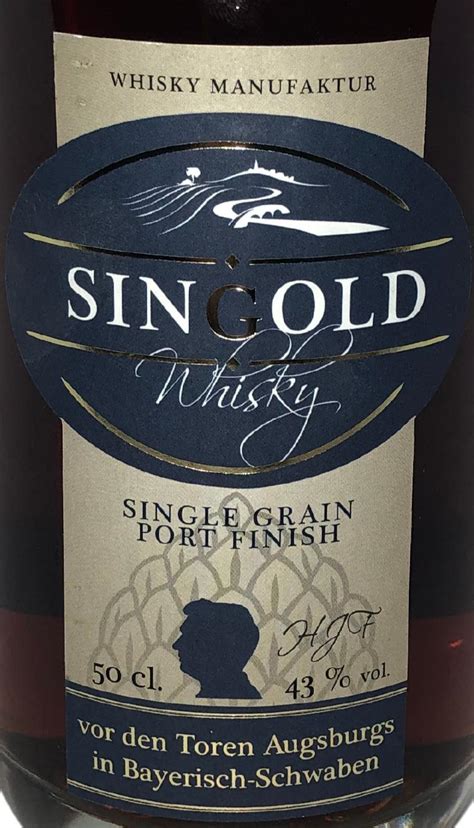 WHISKY MANUFAKTUR
SINGOLD
Whisky
SINGLE GRAIN
PORT FINISH
HJF
50 cl.
43 % vol.
vor den Toren Augsburgs
in Bayerisch-Schwaben